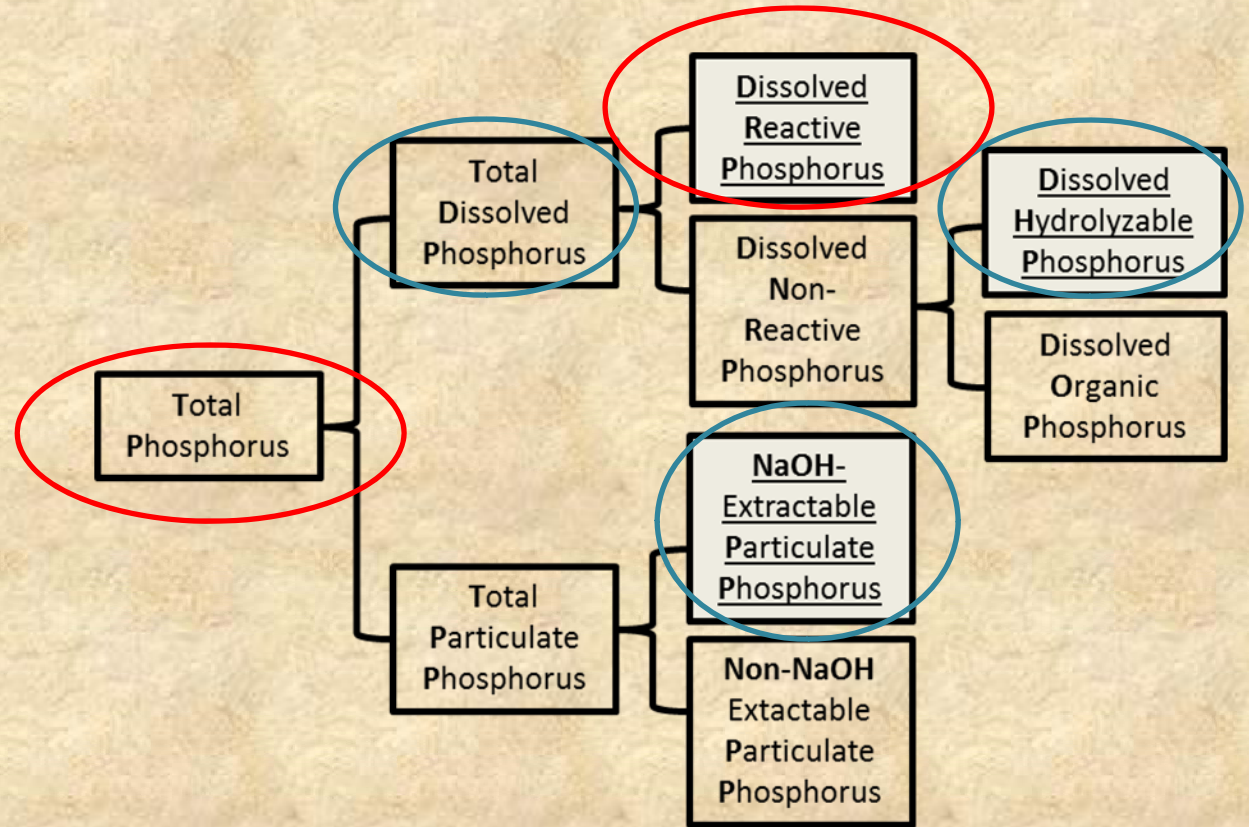 Total
Phosphorus
Total
Dissolved
Phosphorus
Dissolved
Reactive
Phosphorus
Dissolved
Non-
Reactive
Phosphorus
Dissolved
Hydrolyzable
Phosphorus
Dissolved
Organic
Phosphorus
Total
Particulate
Phosphorus
NaOH-
Extractable
Particulate
Phosphorus
Non-NaOH
Extactable
Particulate
Phosphorus